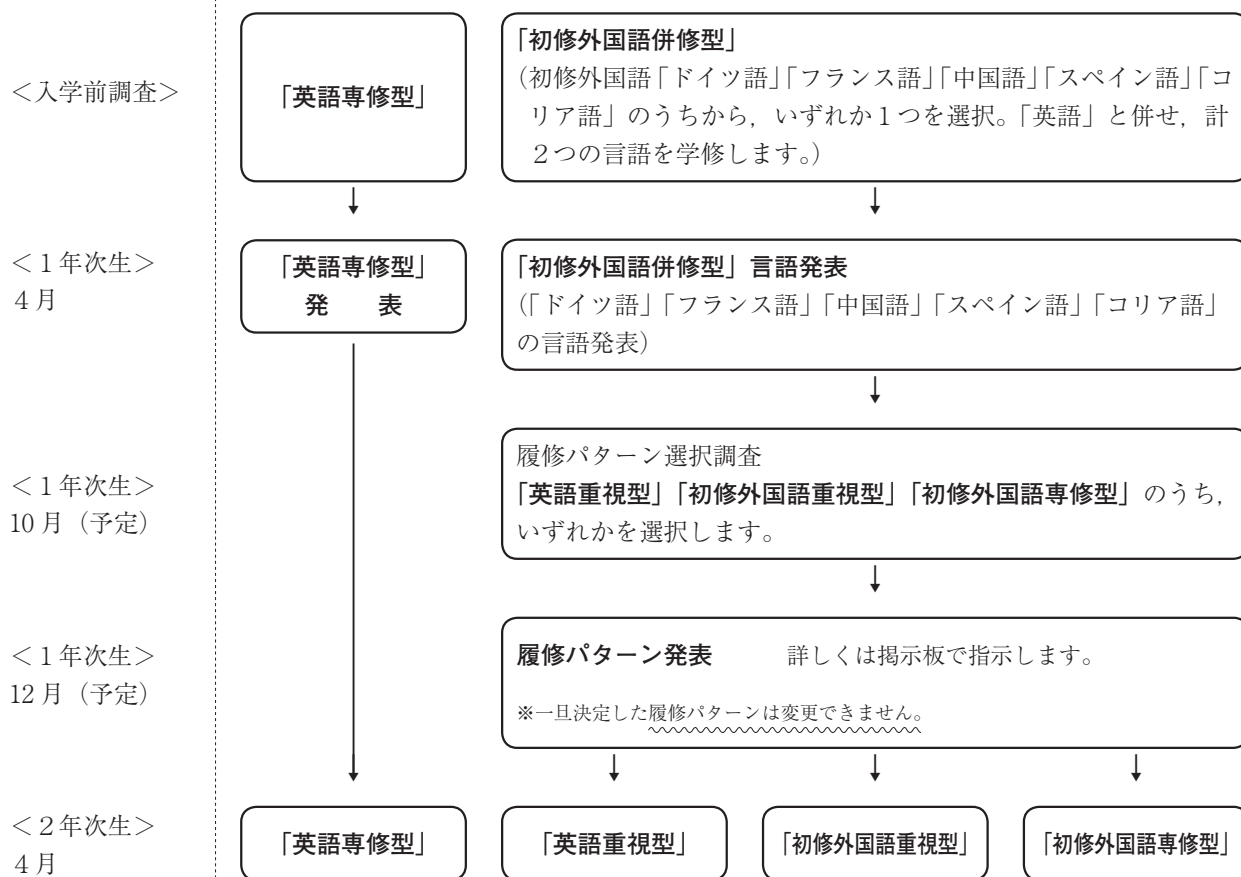 ＜入学前調査＞
「英語専修型」
「初修外国語併修型」
（初修外国語「ドイツ語」「フランス語」「中国語」「スペイン語」「コ
リア語」のうちから，いずれか１つを選択。「英語」と併せ，計
２つの言語を学修します。）
＜１年次生＞
４月
「英語専修型」
発　　表
「初修外国語併修型」言語発表
（「ドイツ語」「フランス語」「中国語」「スペイン語」「コリア語」
の言語発表）
＜１年次生＞
10月（予定）
履修パターン選択調査
「英語重視型」「初修外国語重視型」「初修外国語専修型」のうち，
いずれかを選択します。
＜１年次生＞
12月（予定）
履修パターン発表　　詳しくは掲示板で指示します。
※一旦決定した履修パターンは変更できません。
＜２年次生＞
４月
「英語専修型」
「英語重視型」
「初修外国語重視型」
「初修外国語専修型」